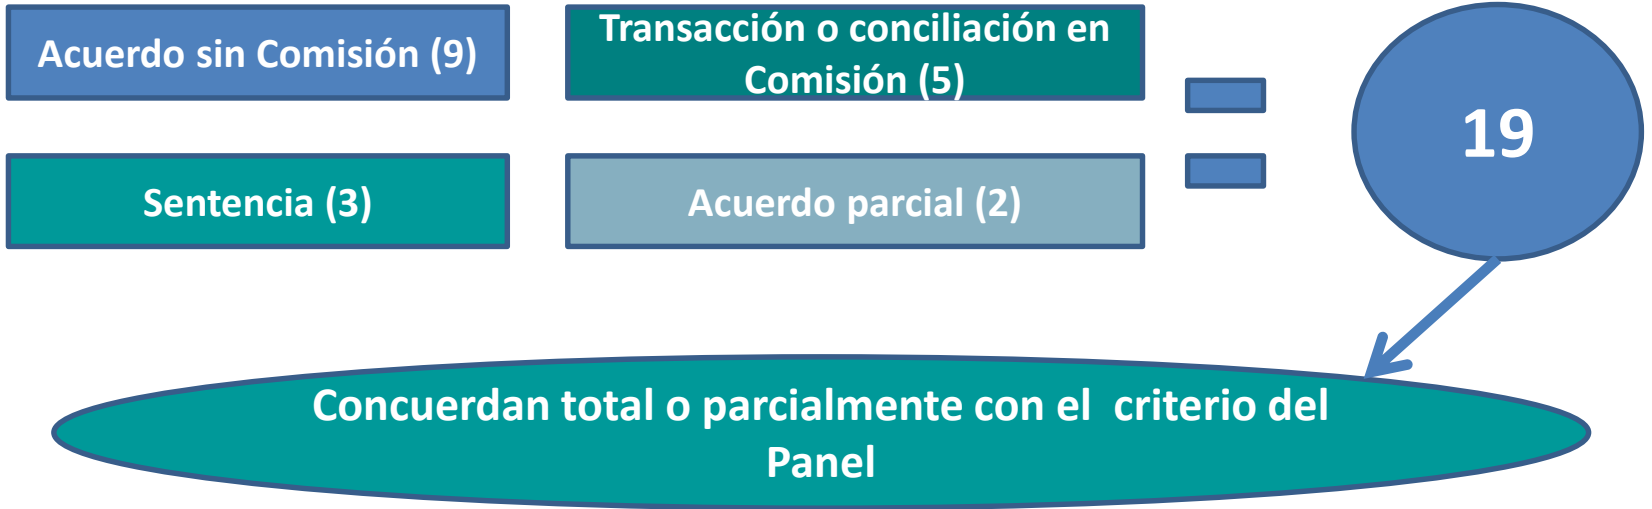 Acuerdo sin Comisión (9)
Transacción o conciliación en
Comisión (5)
19
Sentencia (3)
Acuerdo parcial (2)
Concuerdan total o parcialmente con el criterio del
Panel